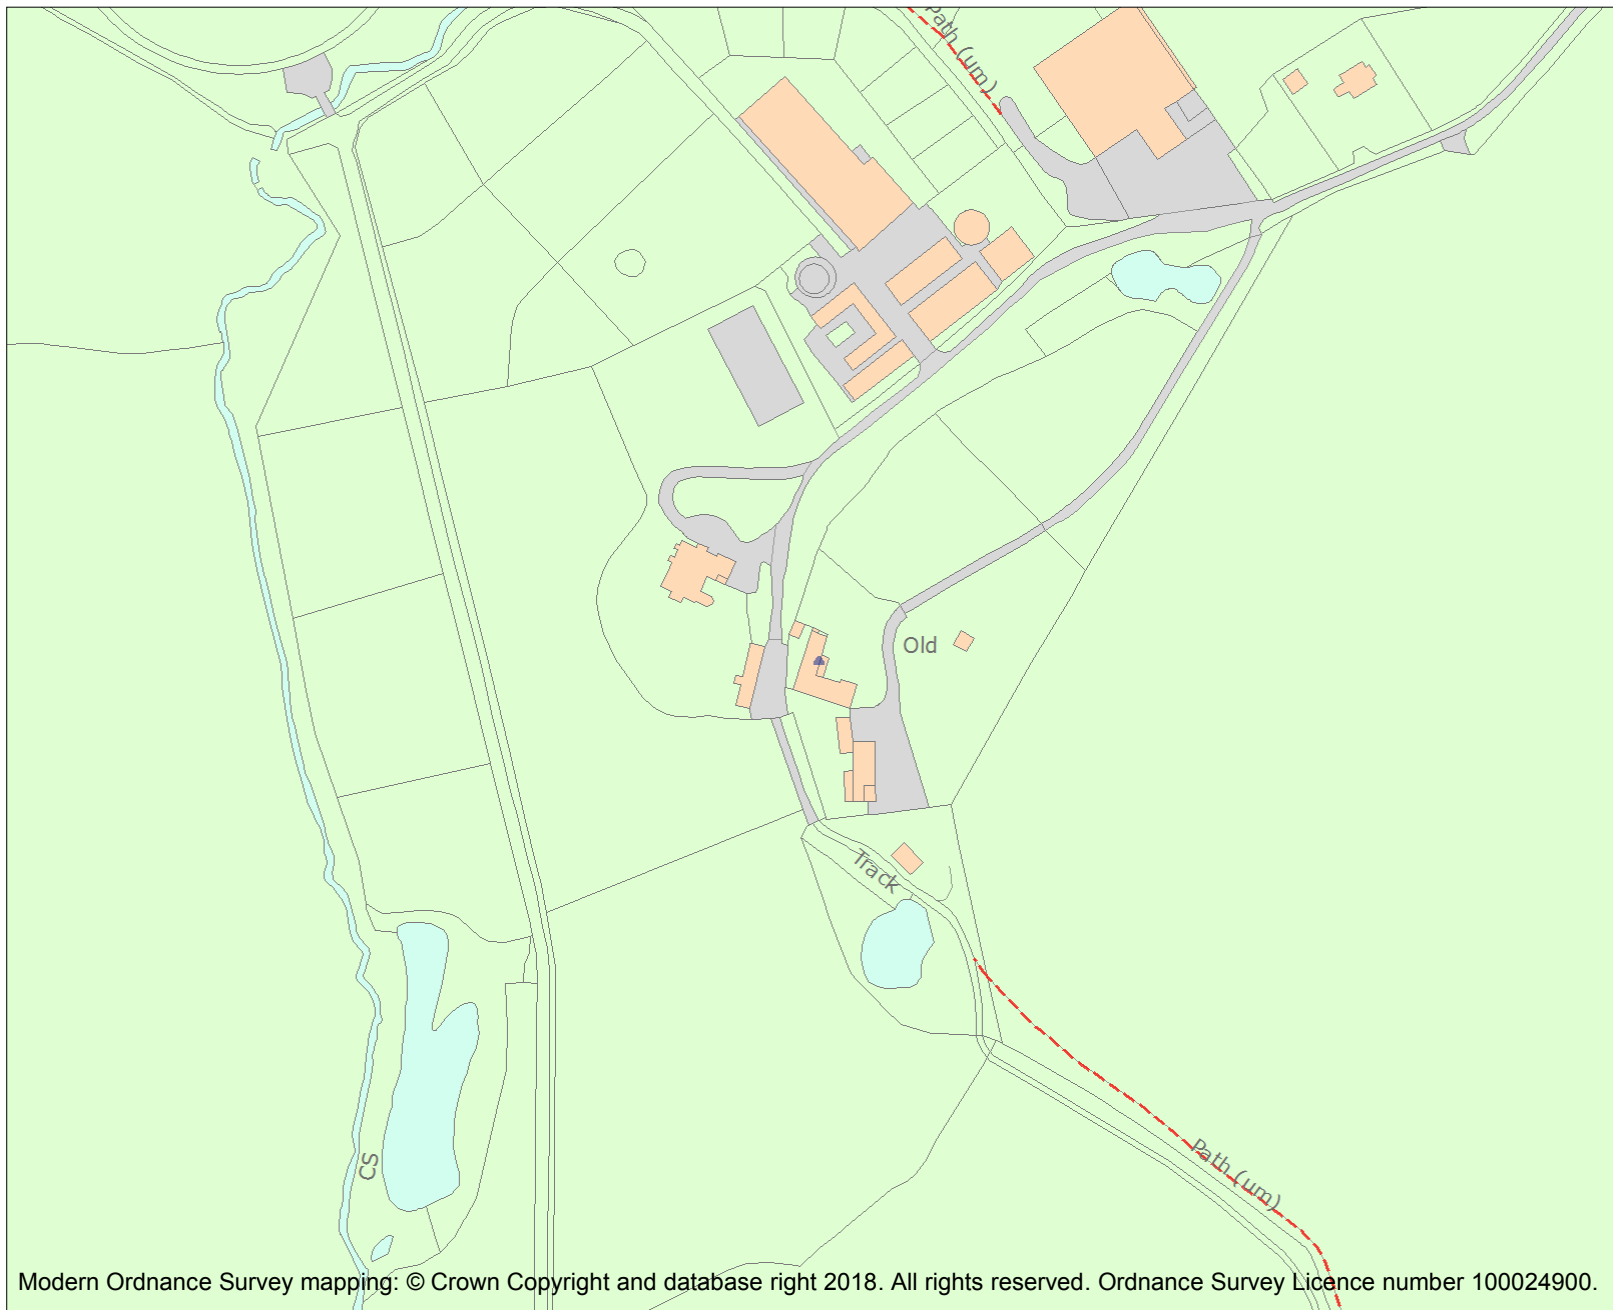 Path (um)
Old
Track
CS
Path (um)
Modern Ordnance Survey mapping: © Crown Copyright and database right 2018. All rights reserved. Ordnance Survey Licence number 100024900.